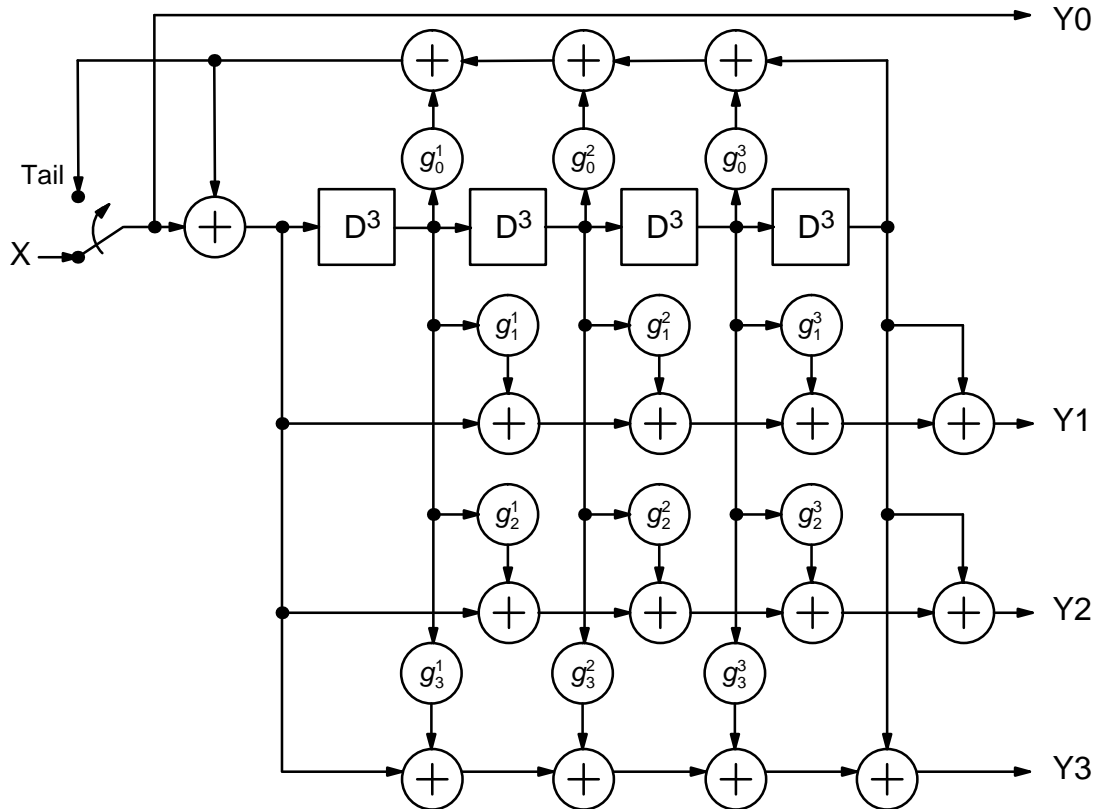 Y0
g₀¹ g₀² g₀³
Tail
X
D³ D³ D³ D³
g₁¹ g₁² g₁³
Y1
g₂¹ g₂² g₂³
Y2
g₃¹ g₃² g₃³
Y3